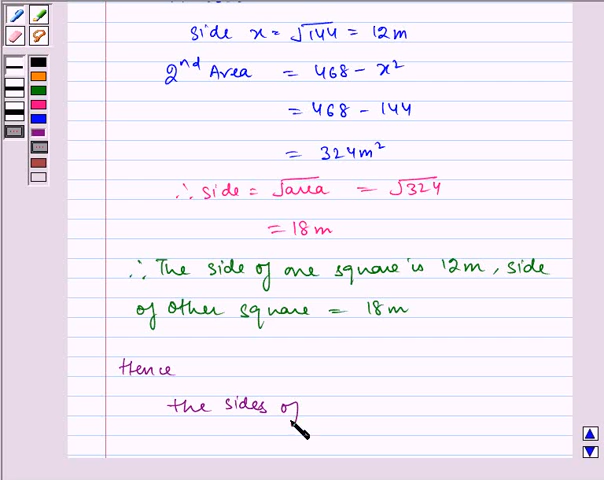 side x = √144 = 12m
2nd Area = 468 - x²
= 468 - 144
= 324m²
∴ side = √area = √324
= 18m
∴ The side of one square is 12m, side
of other square = 18m
Hence
the sides of